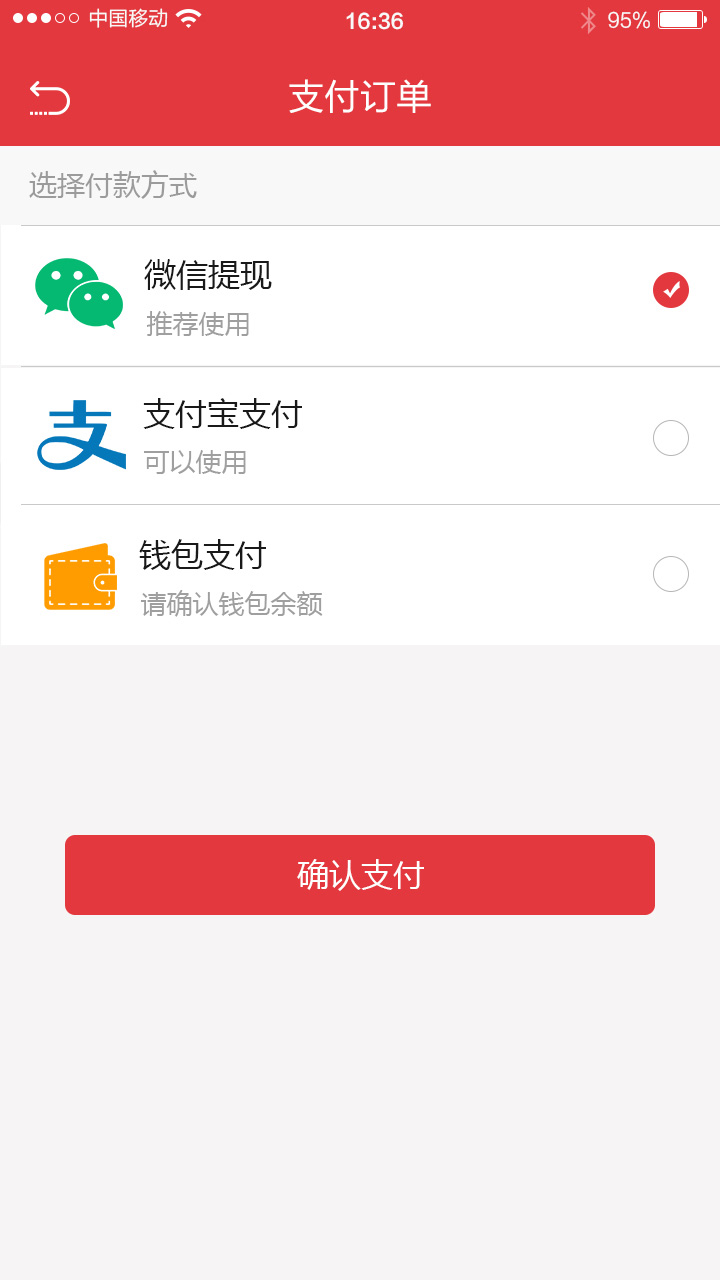 中国移动 16:36 95%
支付订单
选择付款方式
微信提现
推荐使用
支付宝支付
可以使用
钱包支付
请确认钱包余额
确认支付